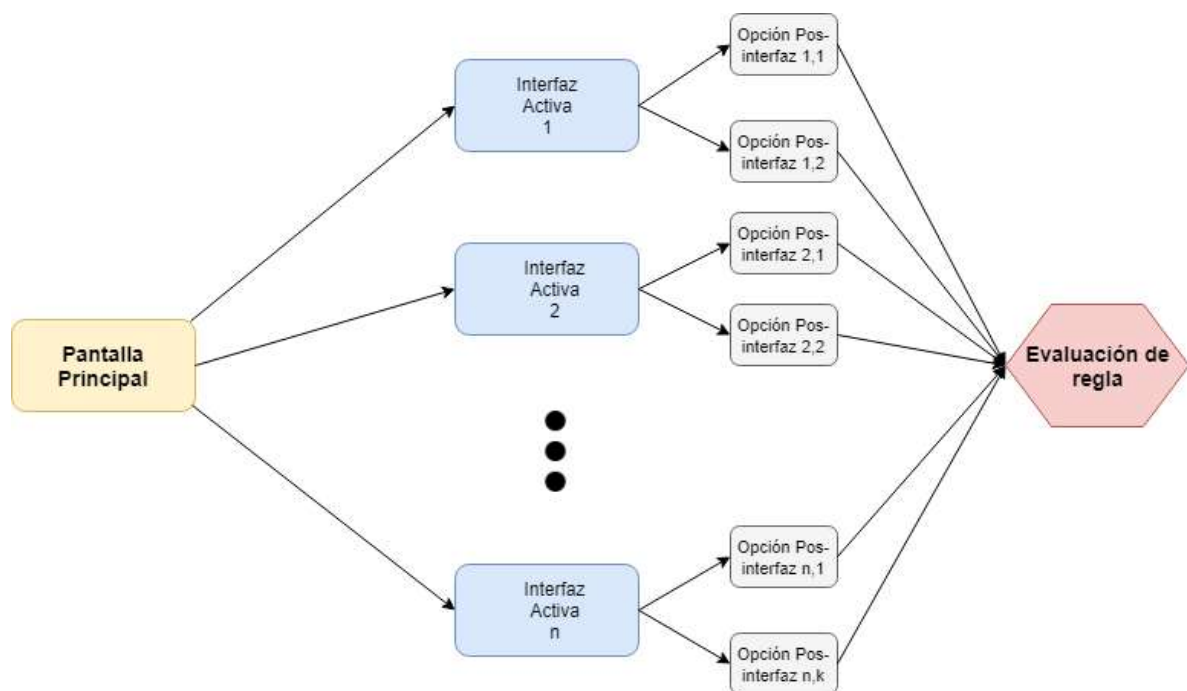 Opción Pos-
interfaz 1,1
Interfaz
Activa
1
Opción Pos-
interfaz 1,2
Opción Pos-
interfaz 2,1
Interfaz
Activa
2
Opción Pos-
interfaz 2,2
Pantalla
Principal
Evaluación de
regla
Opción Pos-
interfaz n,1
Interfaz
Activa
n
Opción Pos-
interfaz n,k